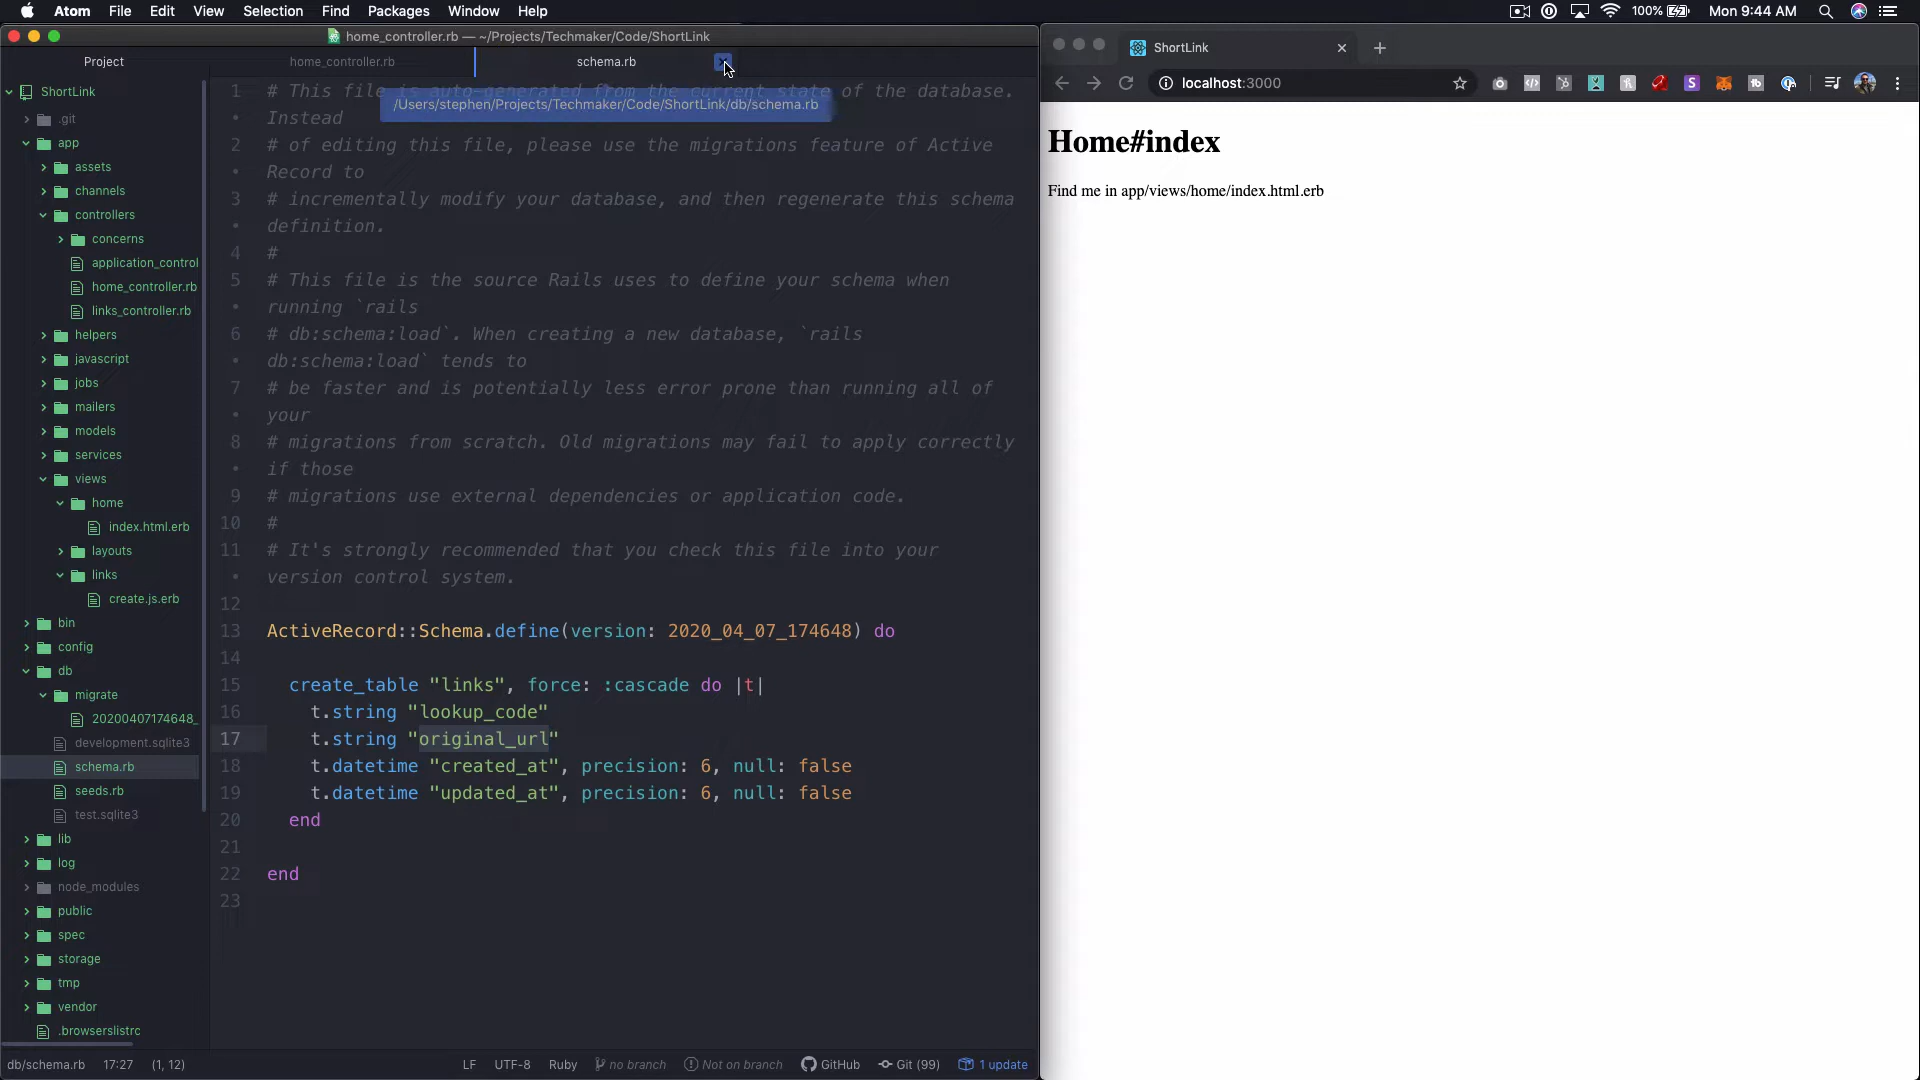 Atom File Edit View Selection Find Packages Window Help
100% Mon 9:44 AM
home_controller.rb — ~/Projects/Techmaker/Code/ShortLink
Project
home_controller.rb
schema.rb
ShortLink
.git
app
assets
channels
controllers
concerns
application_control
home_controller.rb
links_controller.rb
helpers
javascript
jobs
mailers
models
services
views
home
index.html.erb
layouts
links
create.js.erb
bin
config
db
migrate
20200407174648_
development.sqlite3
schema.rb
seeds.rb
test.sqlite3
lib
log
node_modules
public
spec
storage
tmp
vendor
.browserslistrc
1 # This file is auto-generated from the current state of the database.
• Instead
/Users/stephen/Projects/Techmaker/Code/ShortLink/db/schema.rb
2 # of editing this file, please use the migrations feature of Active
• Record to
3 # incrementally modify your database, and then regenerate this schema
• definition.
4 #
5 # This file is the source Rails uses to define your schema when
• running `rails
6 # db:schema:load`. When creating a new database, `rails
• db:schema:load` tends to
7 # be faster and is potentially less error prone than running all of
• your
8 # migrations from scratch. Old migrations may fail to apply correctly
• if those
9 # migrations use external dependencies or application code.
10 #
11 # It's strongly recommended that you check this file into your
• version control system.
12
13 ActiveRecord::Schema.define(version: 2020_04_07_174648) do
14
15 create_table "links", force: :cascade do |t|
16 t.string "lookup_code"
17 t.string "original_url"
18 t.datetime "created_at", precision: 6, null: false
19 t.datetime "updated_at", precision: 6, null: false
20 end
21
22 end
23
db/schema.rb 17:27 (1, 12)
LF UTF-8 Ruby no branch Not on branch GitHub Git (99) 1 update
ShortLink
localhost:3000
Home#index
Find me in app/views/home/index.html.erb